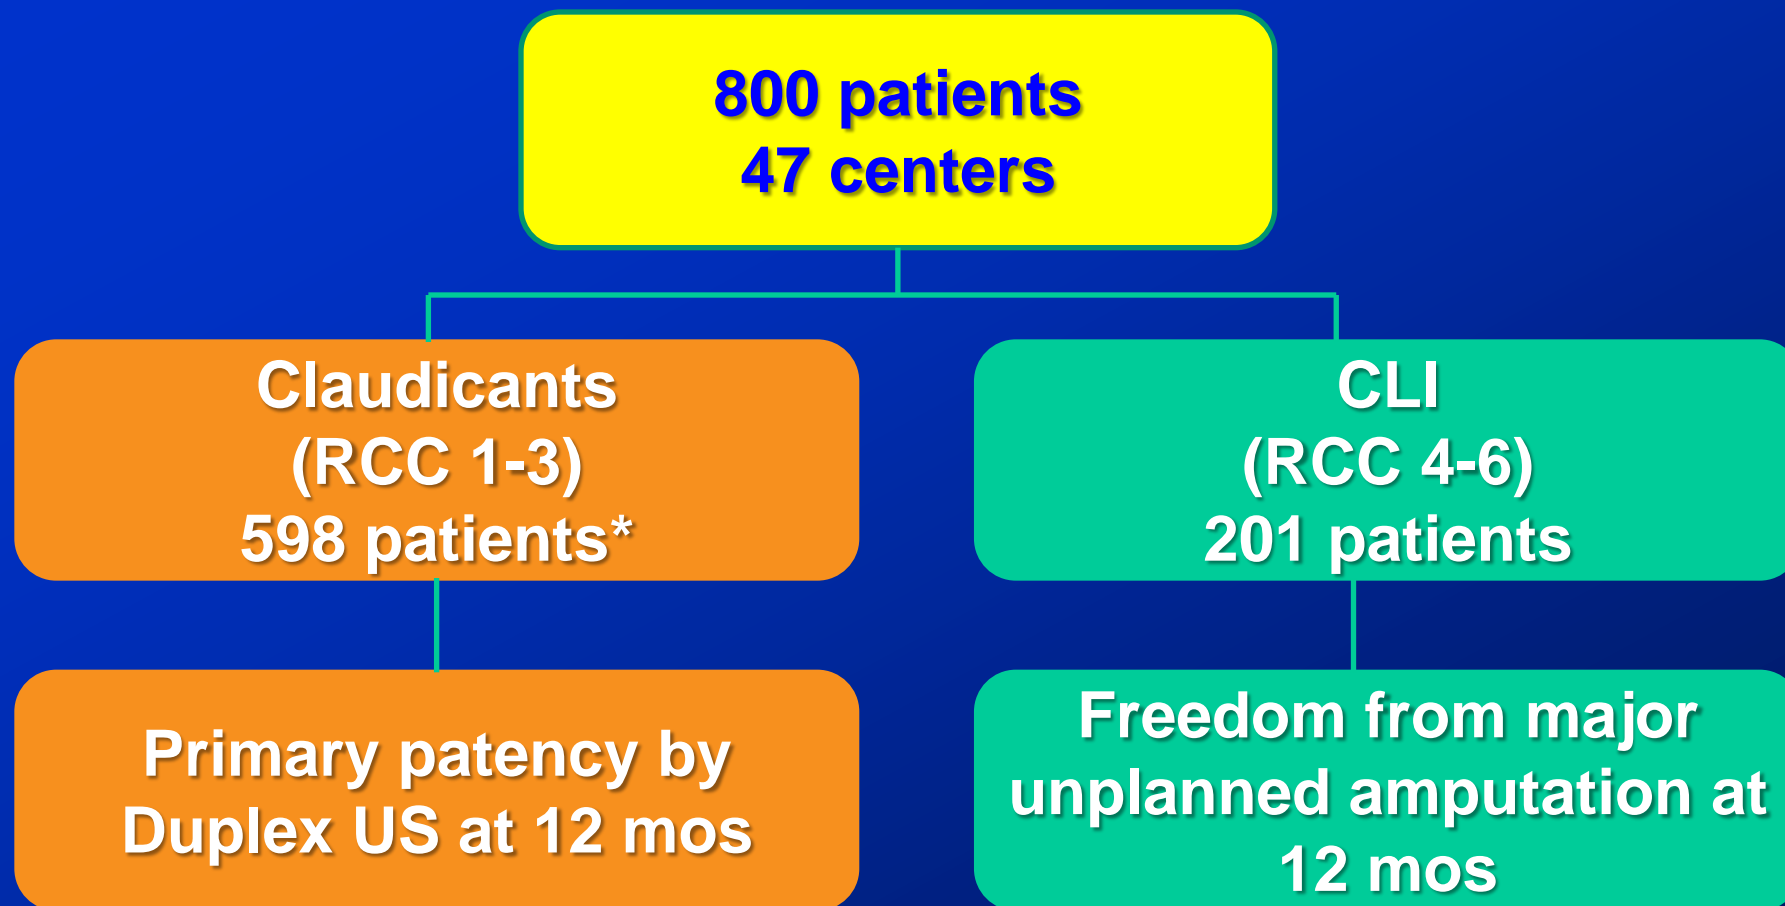 800 patients
47 centers
Claudicants
(RCC 1-3)
598 patients*
CLI
(RCC 4-6)
201 patients
Primary patency by
Duplex US at 12 mos
Freedom from major
unplanned amputation at
12 mos